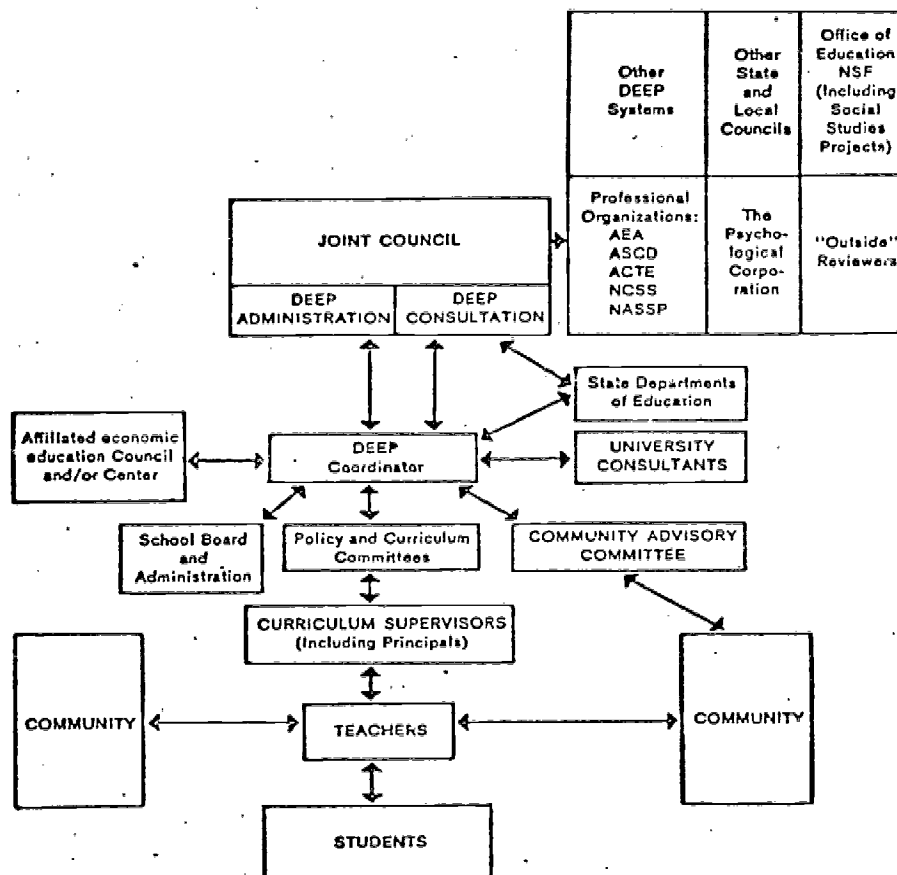 Other
DEEP
Systems
Other
State
and
Local
Councils
Office of
Education
NSF
(Including
Social
Studies
Projects)
Professional
Organizations:
AEA
ASCD
ACTE
NCSS
NASSP
The
Psycho-
logical
Corpo-
ration
"Outside"
Reviewers
JOINT COUNCIL
DEEP
ADMINISTRATION
DEEP
CONSULTATION
State Departments
of Education
Affiliated economic
education Council
and/or Center
DEEP
Coordinator
UNIVERSITY
CONSULTANTS
School Board
and
Administration
Policy and Curriculum
Committees
COMMUNITY ADVISORY
COMMITTEE
CURRICULUM SUPERVISORS
(Including Principals)
COMMUNITY
TEACHERS
COMMUNITY
STUDENTS